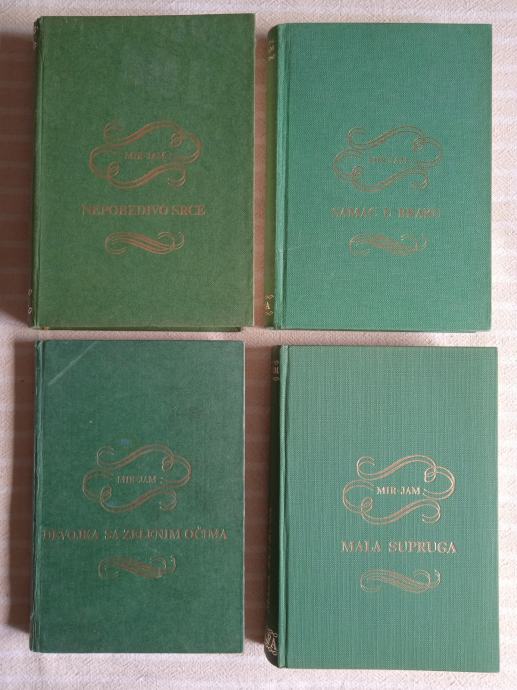 MIR-JAM
NEPOBEDIVO SRCE
MIR-JAM
SAMAC U BRAKU
MIR-JAM
DEVOJKA SA ZELENIM OČIMA
MIR-JAM
MALA SUPRUGA